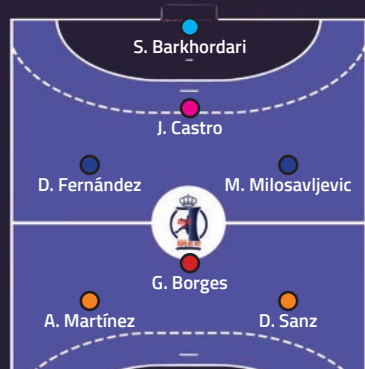 S. Barkhordari
J. Castro
D. Fernández
M. Milosavljevic
G. Borges
A. Martínez
D. Sanz